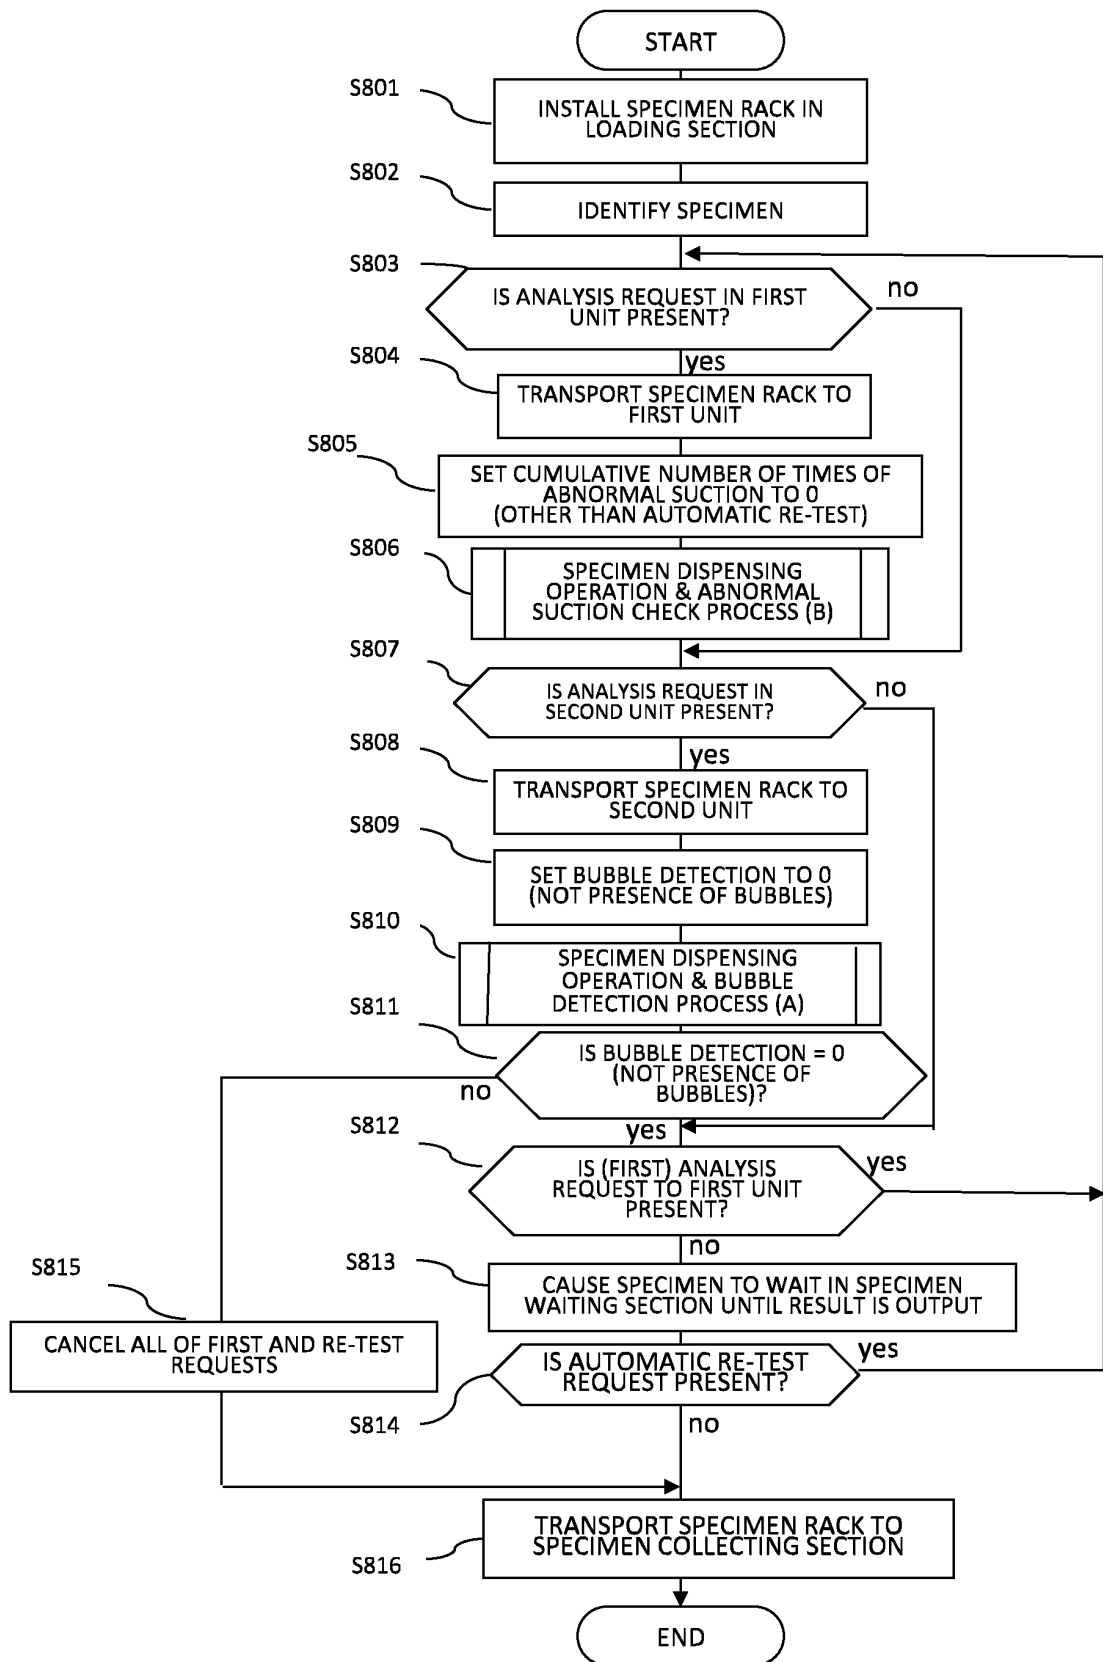 START
S801
INSTALL SPECIMEN RACK IN
LOADING SECTION
S802
IDENTIFY SPECIMEN
S803
IS ANALYSIS REQUEST IN FIRST
UNIT PRESENT?
no
yes
S804
TRANSPORT SPECIMEN RACK TO
FIRST UNIT
S805
SET CUMULATIVE NUMBER OF TIMES OF
ABNORMAL SUCTION TO 0
(OTHER THAN AUTOMATIC RE-TEST)
S806
SPECIMEN DISPENSING
OPERATION & ABNORMAL
SUCTION CHECK PROCESS (B)
S807
IS ANALYSIS REQUEST IN
SECOND UNIT PRESENT?
no
yes
S808
TRANSPORT SPECIMEN RACK TO
SECOND UNIT
S809
SET BUBBLE DETECTION TO 0
(NOT PRESENCE OF BUBBLES)
S810
SPECIMEN DISPENSING
OPERATION & BUBBLE
DETECTION PROCESS (A)
S811
IS BUBBLE DETECTION = 0
(NOT PRESENCE OF
BUBBLES)?
no
yes
S812
IS (FIRST) ANALYSIS
REQUEST TO FIRST UNIT
PRESENT?
yes
no
S813
CAUSE SPECIMEN TO WAIT IN SPECIMEN
WAITING SECTION UNTIL RESULT IS OUTPUT
S815
CANCEL ALL OF FIRST AND RE-TEST
REQUESTS
IS AUTOMATIC RE-TEST
REQUEST PRESENT?
yes
S814
no
TRANSPORT SPECIMEN RACK TO
SPECIMEN COLLECTING SECTION
S816
END